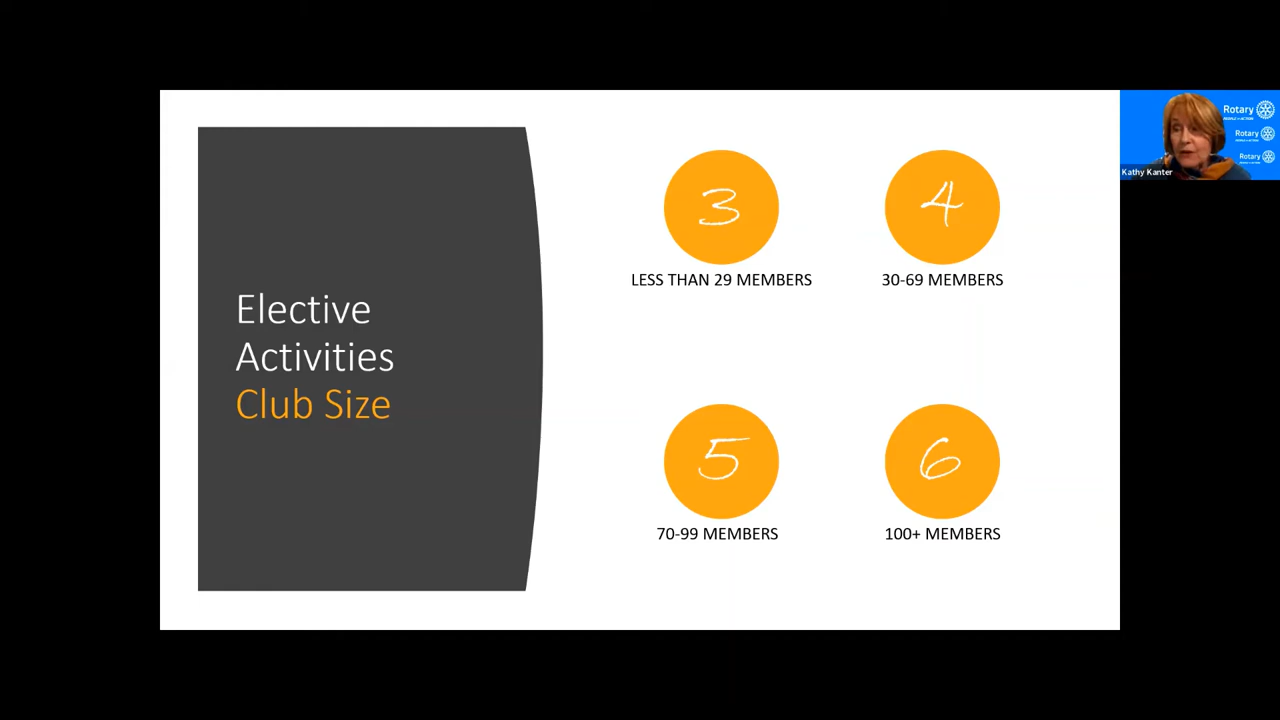 Elective
Activities
Club Size
3
LESS THAN 29 MEMBERS
4
30-69 MEMBERS
5
70-99 MEMBERS
6
100+ MEMBERS
Rotary
Rotary
Rotary
Kathy Kanter